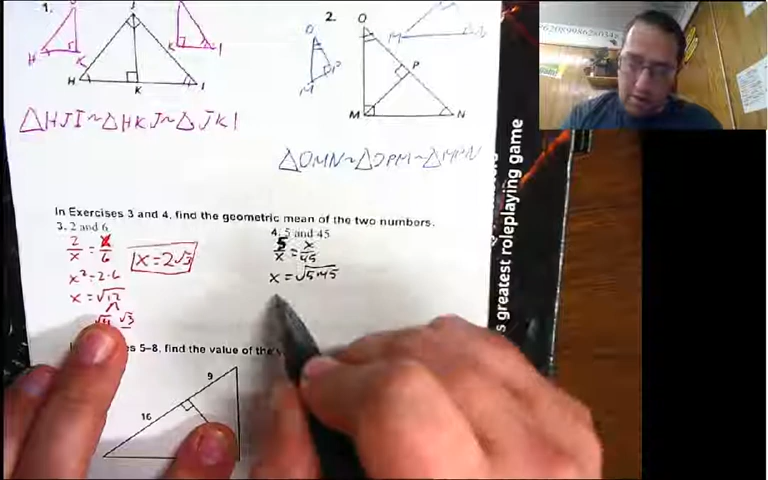 1.
2.
J
H
K
K
I
J
H
K
I
O
M
P
O
P
M
N
M
△HJI~△HKJ~△JKI
△OMN~△OPM~△MPN
In Exercises 3 and 4, find the geometric mean of the two numbers.
3. 2 and 6
4. 5 and 45
2/x = x/6
x=2√3
x²=2·6
x=√12
√4 √3
5/x = x/45
x=√5·45
es 5–8, find the value of the
9
16
s greatest roleplaying game